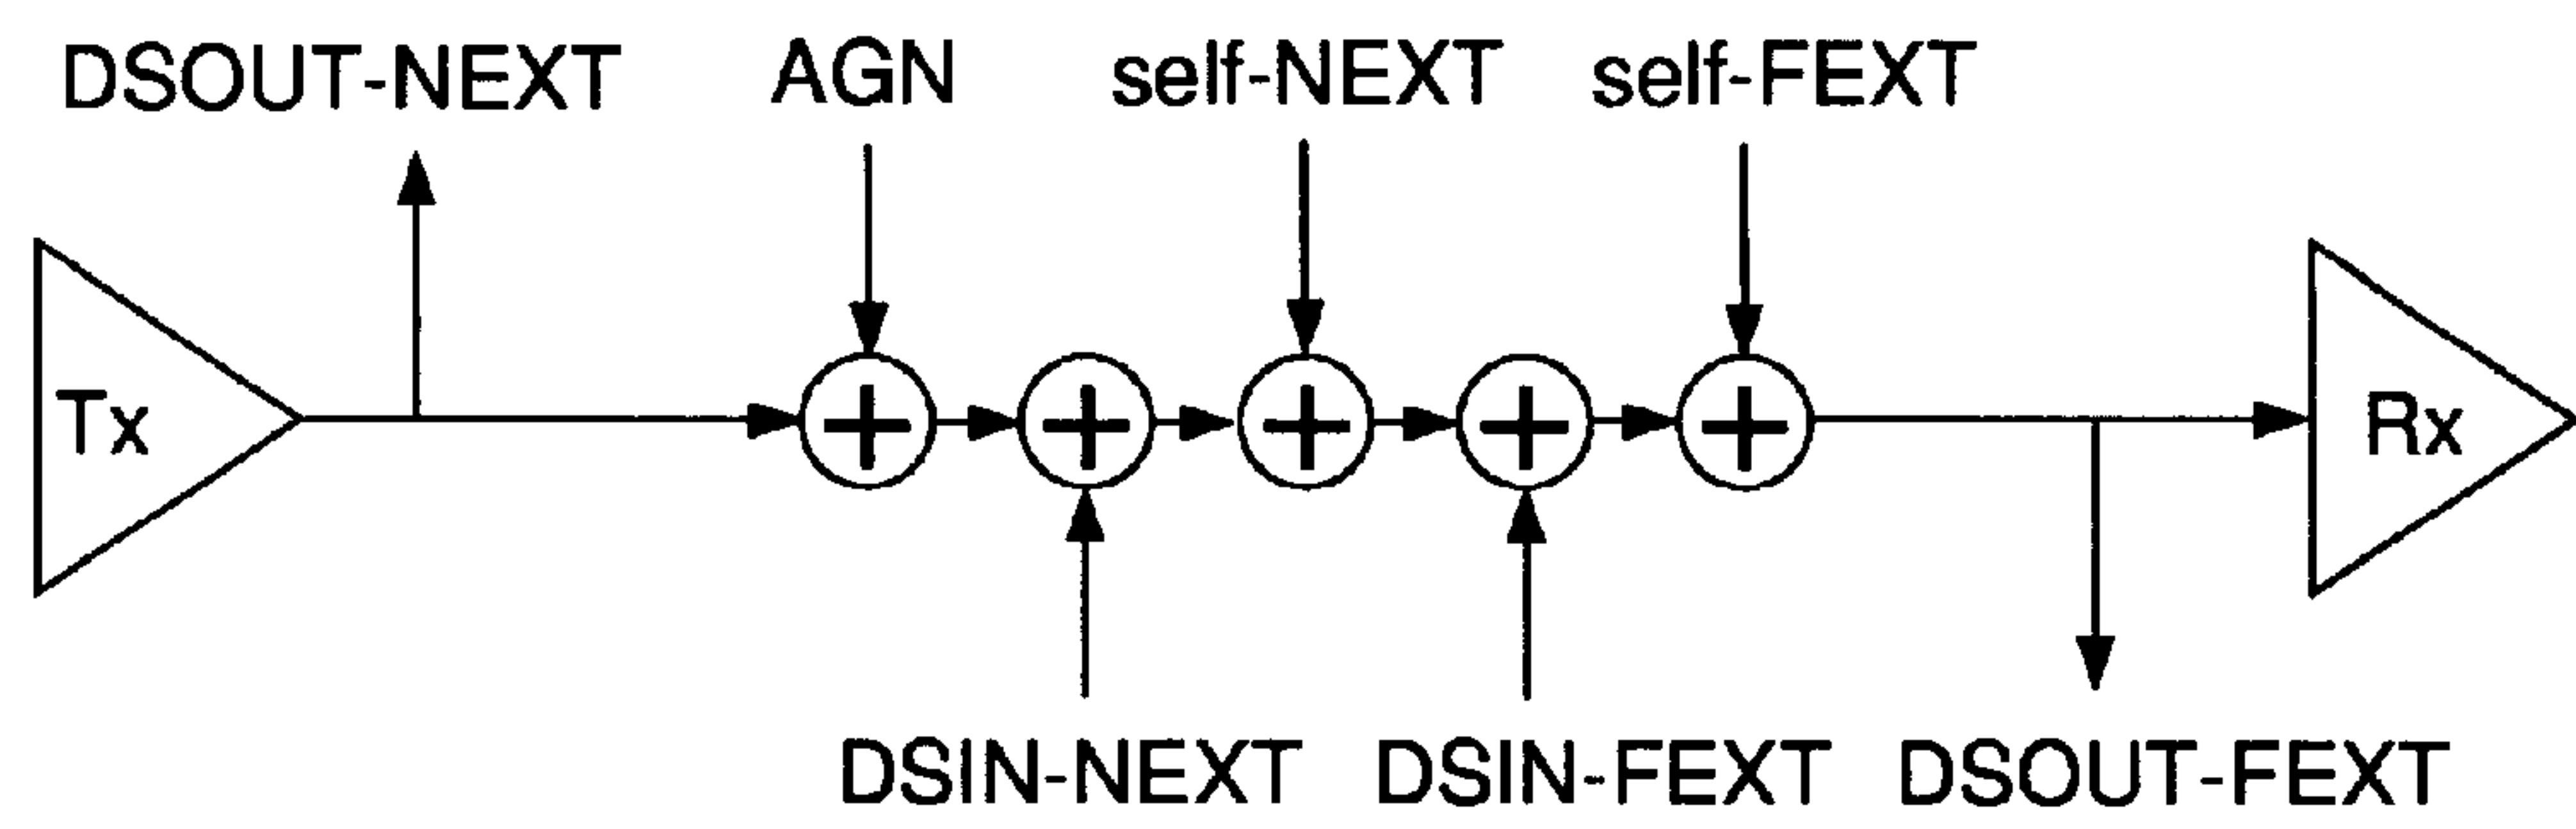 DSOUT-NEXT
AGN
self-NEXT
self-FEXT
Tx
Rx
DSIN-NEXT
DSIN-FEXT
DSOUT-FEXT